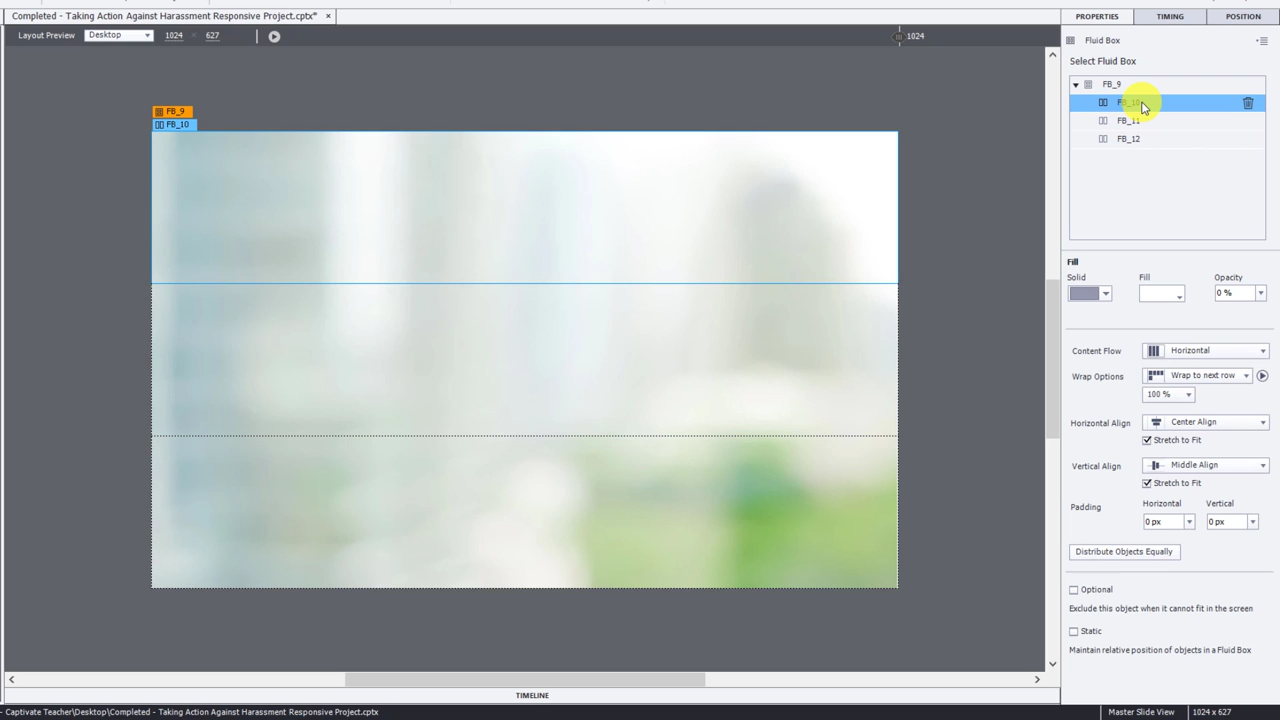 Completed - Taking Action Against Harassment Responsive Project.cptx* ×
PROPERTIES TIMING POSITION
Layout Preview Desktop 1024 × 627 1024
Fluid Box
Select Fluid Box
FB_9
FB_10
FB_11
FB_12
FB_9
FB_10
Fill
Solid Fill Opacity
0 %
Content Flow Horizontal
Wrap Options Wrap to next row
100 %
Horizontal Align Center Align
Stretch to Fit
Vertical Align Middle Align
Stretch to Fit
Padding Horizontal Vertical
0 px 0 px
Distribute Objects Equally
Optional
Exclude this object when it cannot fit in the screen
Static
Maintain relative position of objects in a Fluid Box
TIMELINE
- Captivate Teacher\Desktop\Completed - Taking Action Against Harassment Responsive Project.cptx Master Slide View 1024 x 627